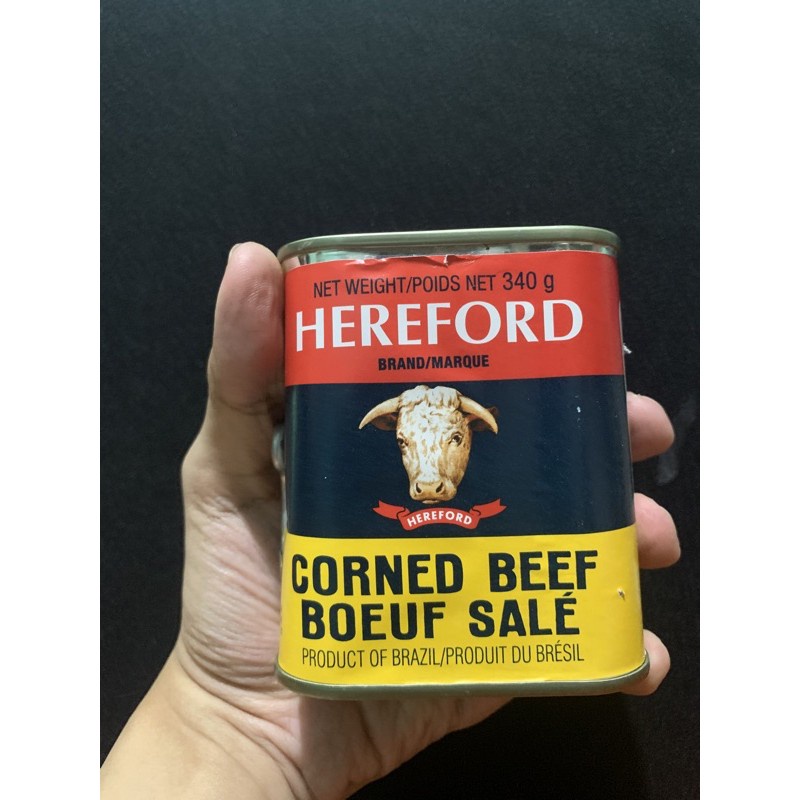 NET WEIGHT/POIDS NET 340 g
HEREFORD
BRAND/MARQUE
HEREFORD
CORNED BEEF
BOEUF SALÉ
PRODUCT OF BRAZIL/PRODUIT DU BRÉSIL